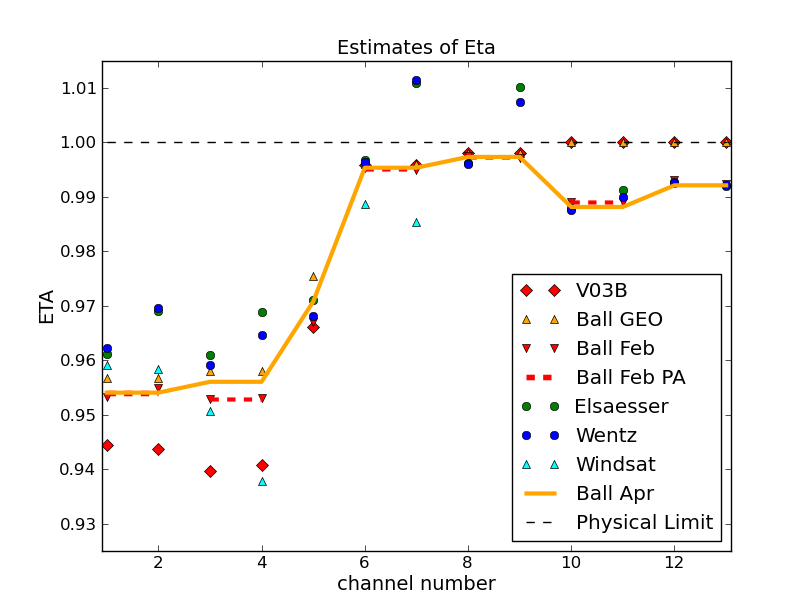 Estimates of Eta
1.01
1.00
0.99
0.98
0.97
0.96
0.95
0.94
0.93
ETA
V03B
Ball GEO
Ball Feb
Ball Feb PA
Elsaesser
Wentz
Windsat
Ball Apr
Physical Limit
2 4 6 8 10 12
channel number